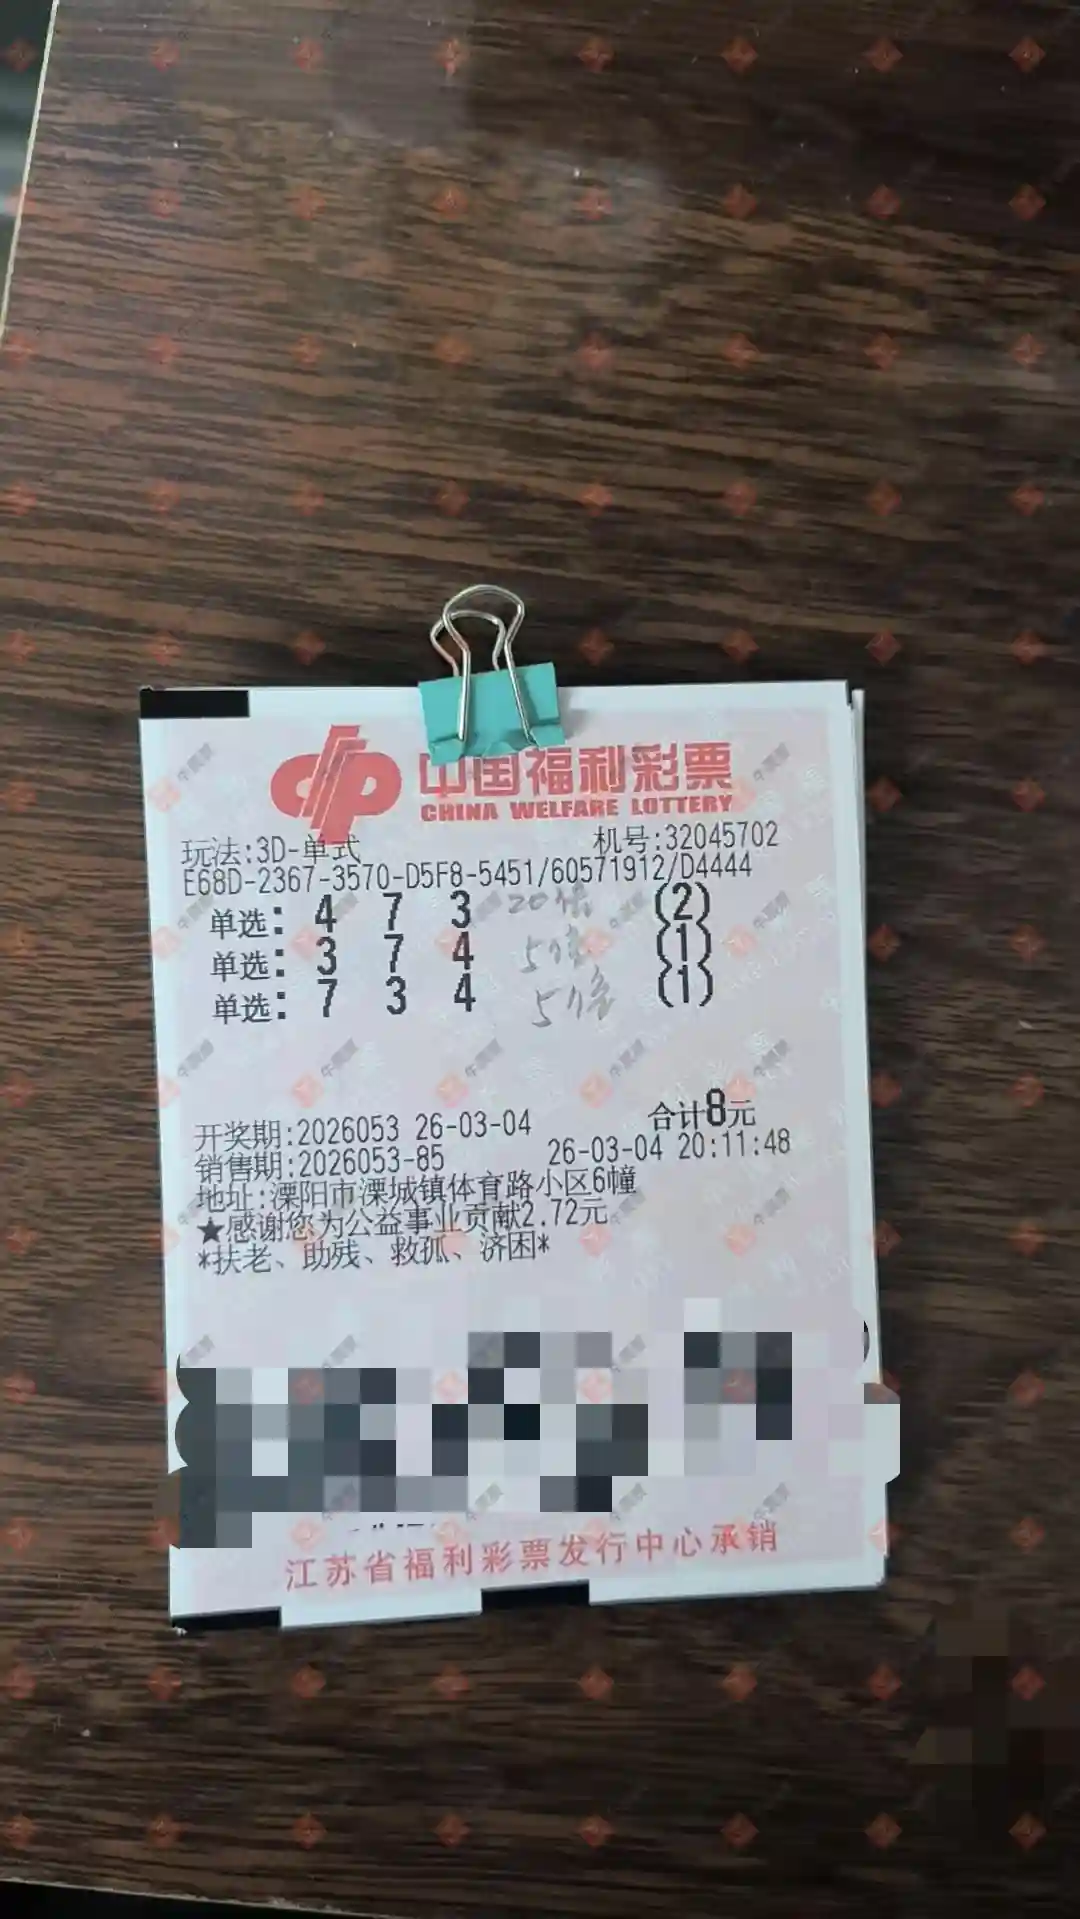 中国福利彩票
CHINA WELFARE LOTTERY
玩法:3D-单式 机号:32045702
E68D-2367-3570-D5F8-5451/60571912/D4444
单选: 4 7 3 20倍 (2)
单选: 3 7 4 5倍 (1)
单选: 7 3 4 5倍 (1)
合计8元
开奖期:2026053 26-03-04
销售期:2026053-85 26-03-04 20:11:48
地址:溧阳市溧城镇体育路小区6幢
★感谢您为公益事业贡献2.72元
*扶老、助残、救孤、济困*
江苏省福利彩票发行中心承销